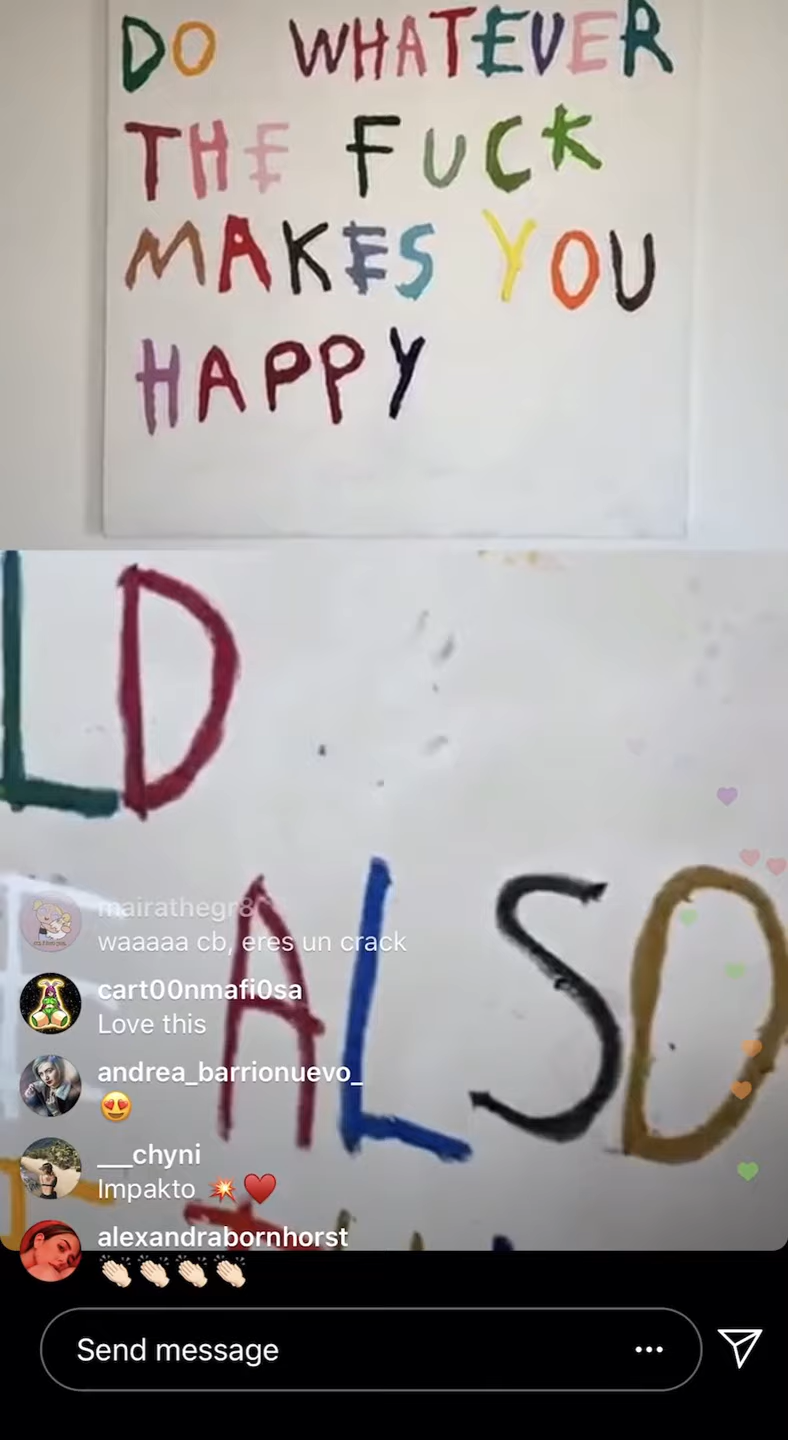 DO WHATEVER
THE FUCK
MAKES YOU
HAPPY
LD
ALSO
mairathegr8
waaaaa cb, eres un crack
cart00nmafi0sa
Love this
andrea_barrionuevo_
😍
___chyni
Impakto 💥❤️
alexandrabornhorst
👏🏻👏🏻👏🏻👏🏻
Send message